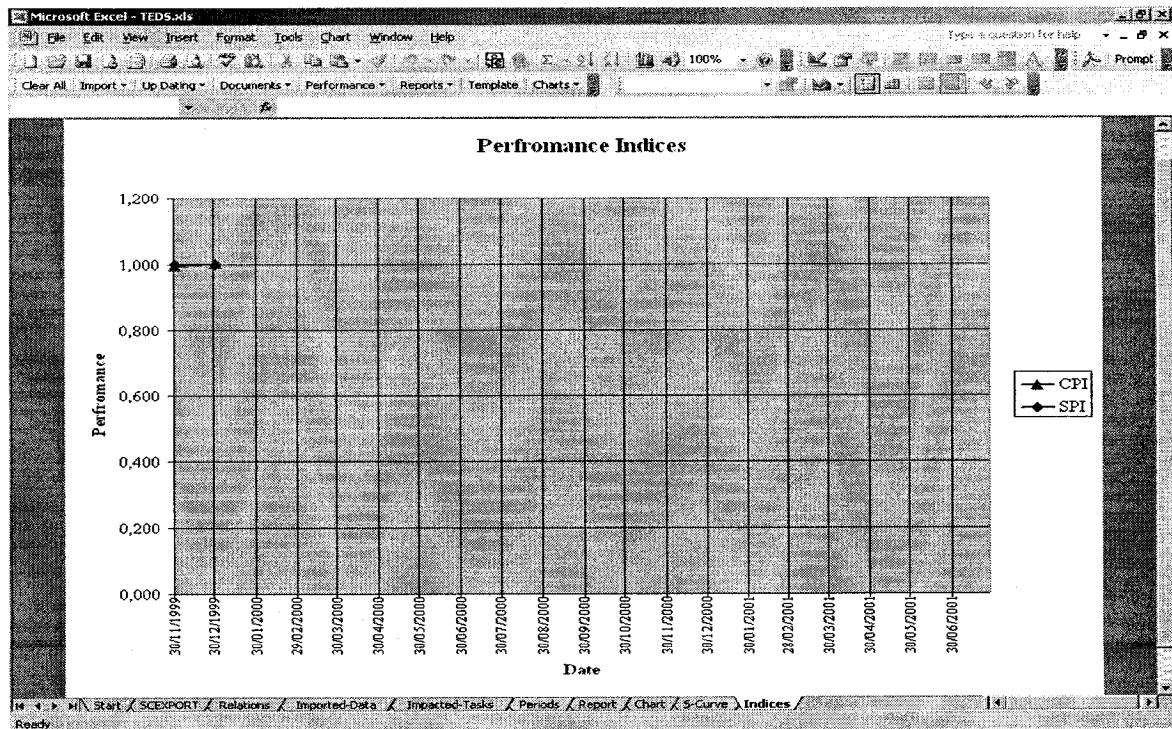 Microsoft Excel - TEDS.xls
File Edit View Insert Format Tools Chart Window Help Type a question for help
100% Prompt
Clear All Import Up Dating Documents Performance Reports Template Charts
fx
Perfromance Indices
1,200
1,000
0,800
0,600
0,400
0,200
0,000
Perfromance
CPI
SPI
30/11/1999 30/12/1999 30/01/2000 29/02/2000 30/03/2000 30/04/2000 30/05/2000 30/06/2000 30/07/2000 30/08/2000 30/09/2000 30/10/2000 30/11/2000 30/12/2000 30/01/2001 28/02/2001 30/03/2001 30/04/2001 30/05/2001 30/06/2001
Date
Start SCEXPORT Relations Imported-Data Impacted-Tasks Periods Report Chart S-Curve Indices
Ready